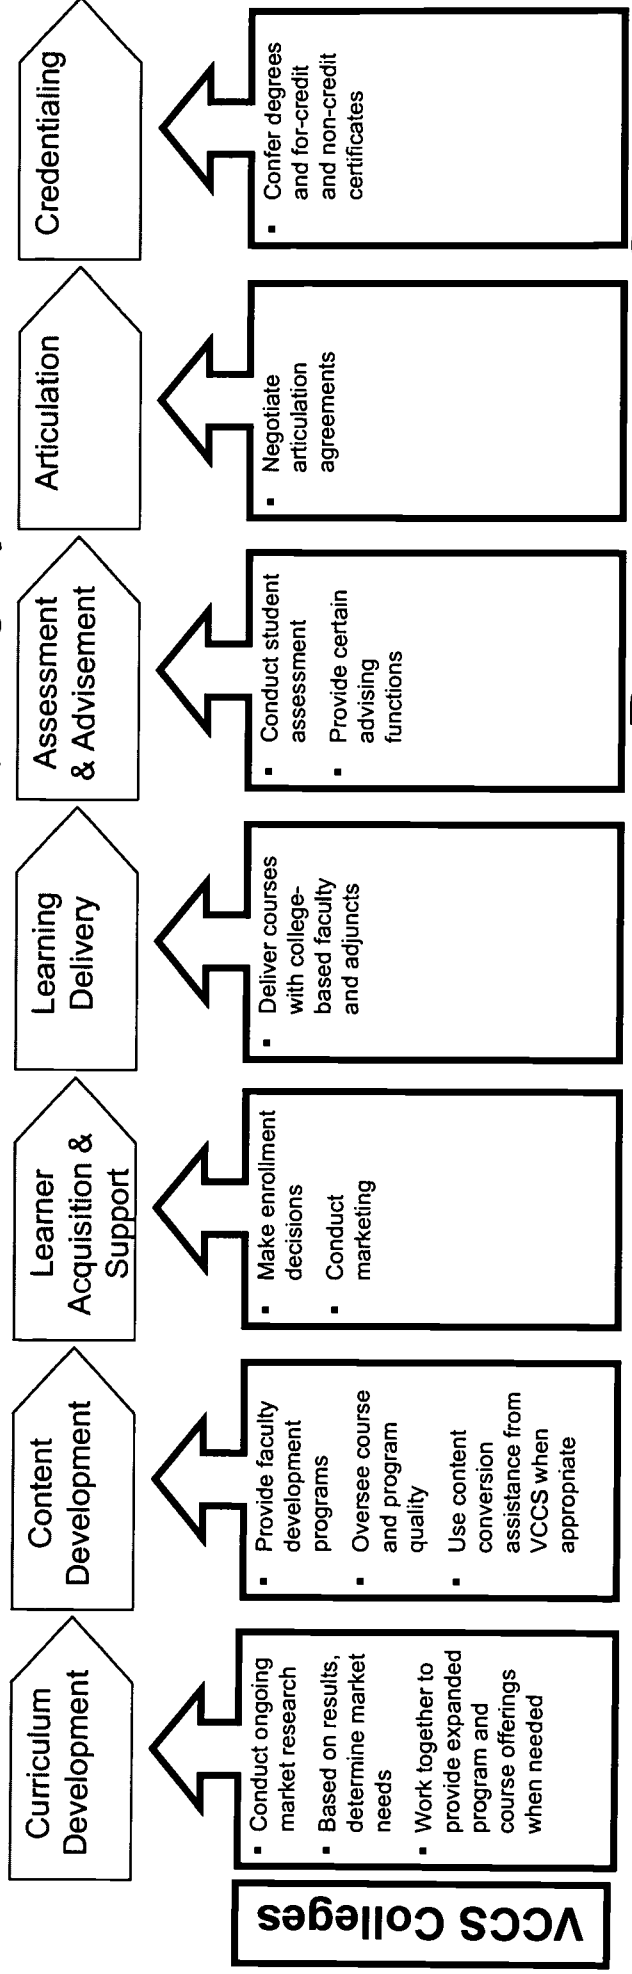 Curriculum
Development
Content
Development
Learner
Acquisition &
Support
Learning
Delivery
Assessment
& Advisement
Articulation
Credentialing
VCCS Colleges
▪ Conduct ongoing
market research
▪ Based on results,
determine market
needs
▪ Work together to
provide expanded
program and
course offerings
when needed
▪ Provide faculty
development
programs
▪ Oversee course
and program
quality
▪ Use content
conversion
assistance from
VCCS when
appropriate
▪ Make enrollment
decisions
▪ Conduct
marketing
▪ Deliver courses
with college-
based faculty
and adjuncts
▪ Conduct student
assessment
▪ Provide certain
advising
functions
▪ Negotiate
articulation
agreements
▪ Confer degrees
and for-credit
and non-credit
certificates